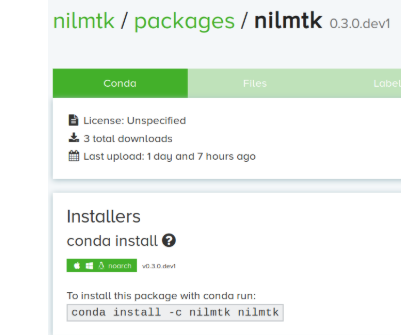 nilmtk / packages / nilmtk 0.3.0.dev1
Conda Files Label
License: Unspecified
3 total downloads
Last upload: 1 day and 7 hours ago
Installers
conda install ?
noarch v0.3.0.dev1
To install this package with conda run:
conda install -c nilmtk nilmtk